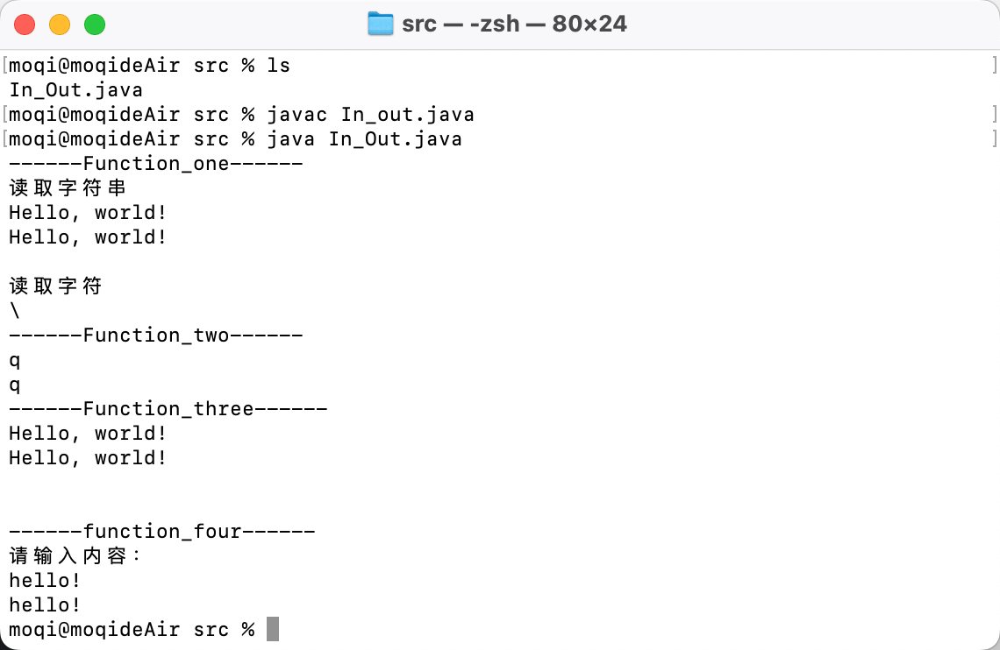 src — -zsh — 80×24
moqi@moqideAir src % ls
In_Out.java
moqi@moqideAir src % javac In_out.java
moqi@moqideAir src % java In_Out.java
------Function_one------
读取字符串
Hello, world!
Hello, world!
读取字符
\
------Function_two------
q
q
------Function_three------
Hello, world!
Hello, world!
------function_four------
请输入内容：
hello!
hello!
moqi@moqideAir src %